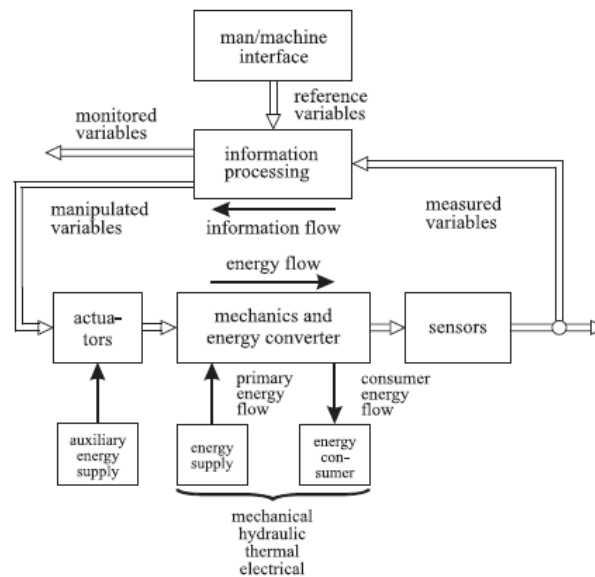 man/machine
interface
reference
variables
monitored
variables
information
processing
manipulated
variables
information flow
measured
variables
energy flow
actua-
tors
mechanics and
energy converter
sensors
primary
energy
flow
consumer
energy
flow
auxiliary
energy
supply
energy
supply
energy
con-
sumer
mechanical
hydraulic
thermal
electrical